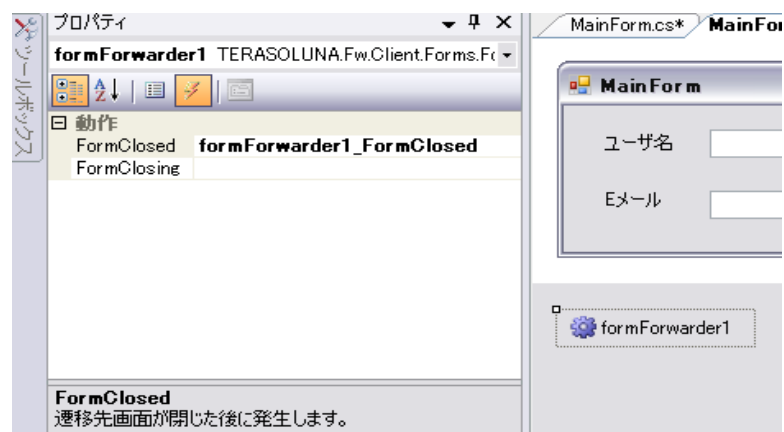 プロパティ
ツールボックス
formForwarder1 TERASOLUNA.Fw.Client.Forms.Fo
動作
FormClosed formForwarder1_FormClosed
FormClosing
FormClosed
遷移先画面が閉じた後に発生します。
MainForm.cs* MainFor
MainForm
ユーザ名
Eメール
formForwarder1